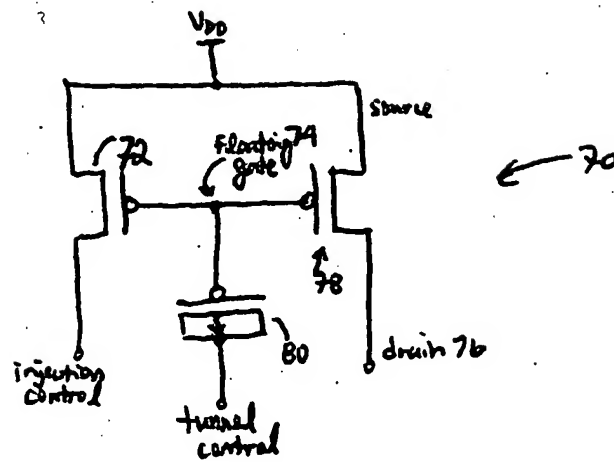 VDD
source
72
Floating 74
gate
70
78
80
injection
control
drain 76
tunnel
control